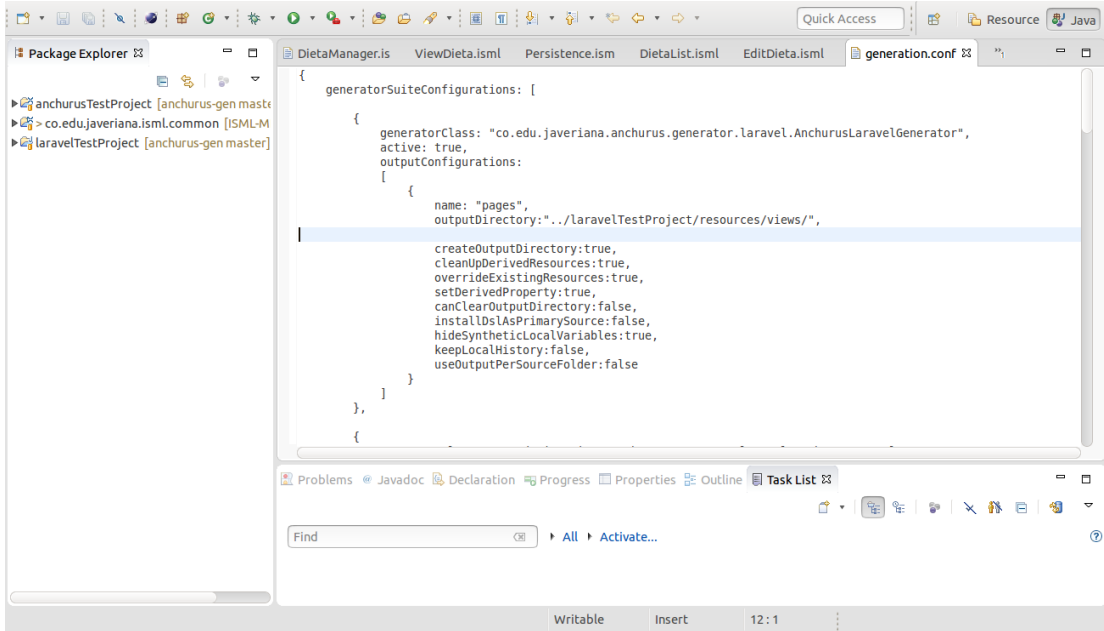 Quick Access
Resource
Java
Package Explorer
anchurusTestProject [anchurus-gen maste
> co.edu.javeriana.isml.common [ISML-M
laravelTestProject [anchurus-gen master]
DietaManager.is ViewDieta.isml Persistence.ism DietaList.isml EditDieta.isml generation.conf »1
{
generatorSuiteConfigurations: [
{
generatorClass: "co.edu.javeriana.anchurus.generator.laravel.AnchurusLaravelGenerator",
active: true,
outputConfigurations:
[
{
name: "pages",
outputDirectory:"../laravelTestProject/resources/views/",
createOutputDirectory:true,
cleanUpDerivedResources:true,
overrideExistingResources:true,
setDerivedProperty:true,
canClearOutputDirectory:false,
installDslAsPrimarySource:false,
hideSyntheticLocalVariables:true,
keepLocalHistory:false,
useOutputPerSourceFolder:false
}
]
},
{
Problems @ Javadoc Declaration Progress Properties Outline Task List
Find
All Activate...
Writable Insert 12:1